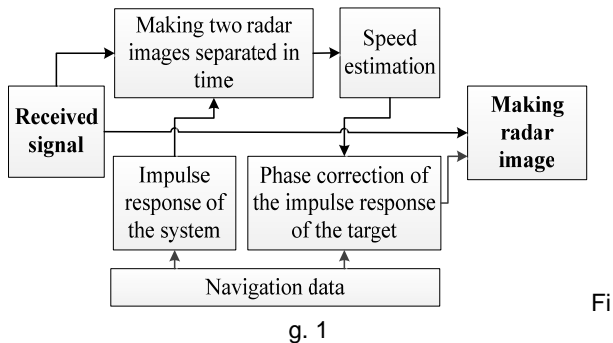 Making two radar
images separated in
time
Speed
estimation
Received
signal
Making
radar
image
Impulse
response of
the system
Phase correction of
the impulse response
of the target
Navigation data
Fi
g. 1